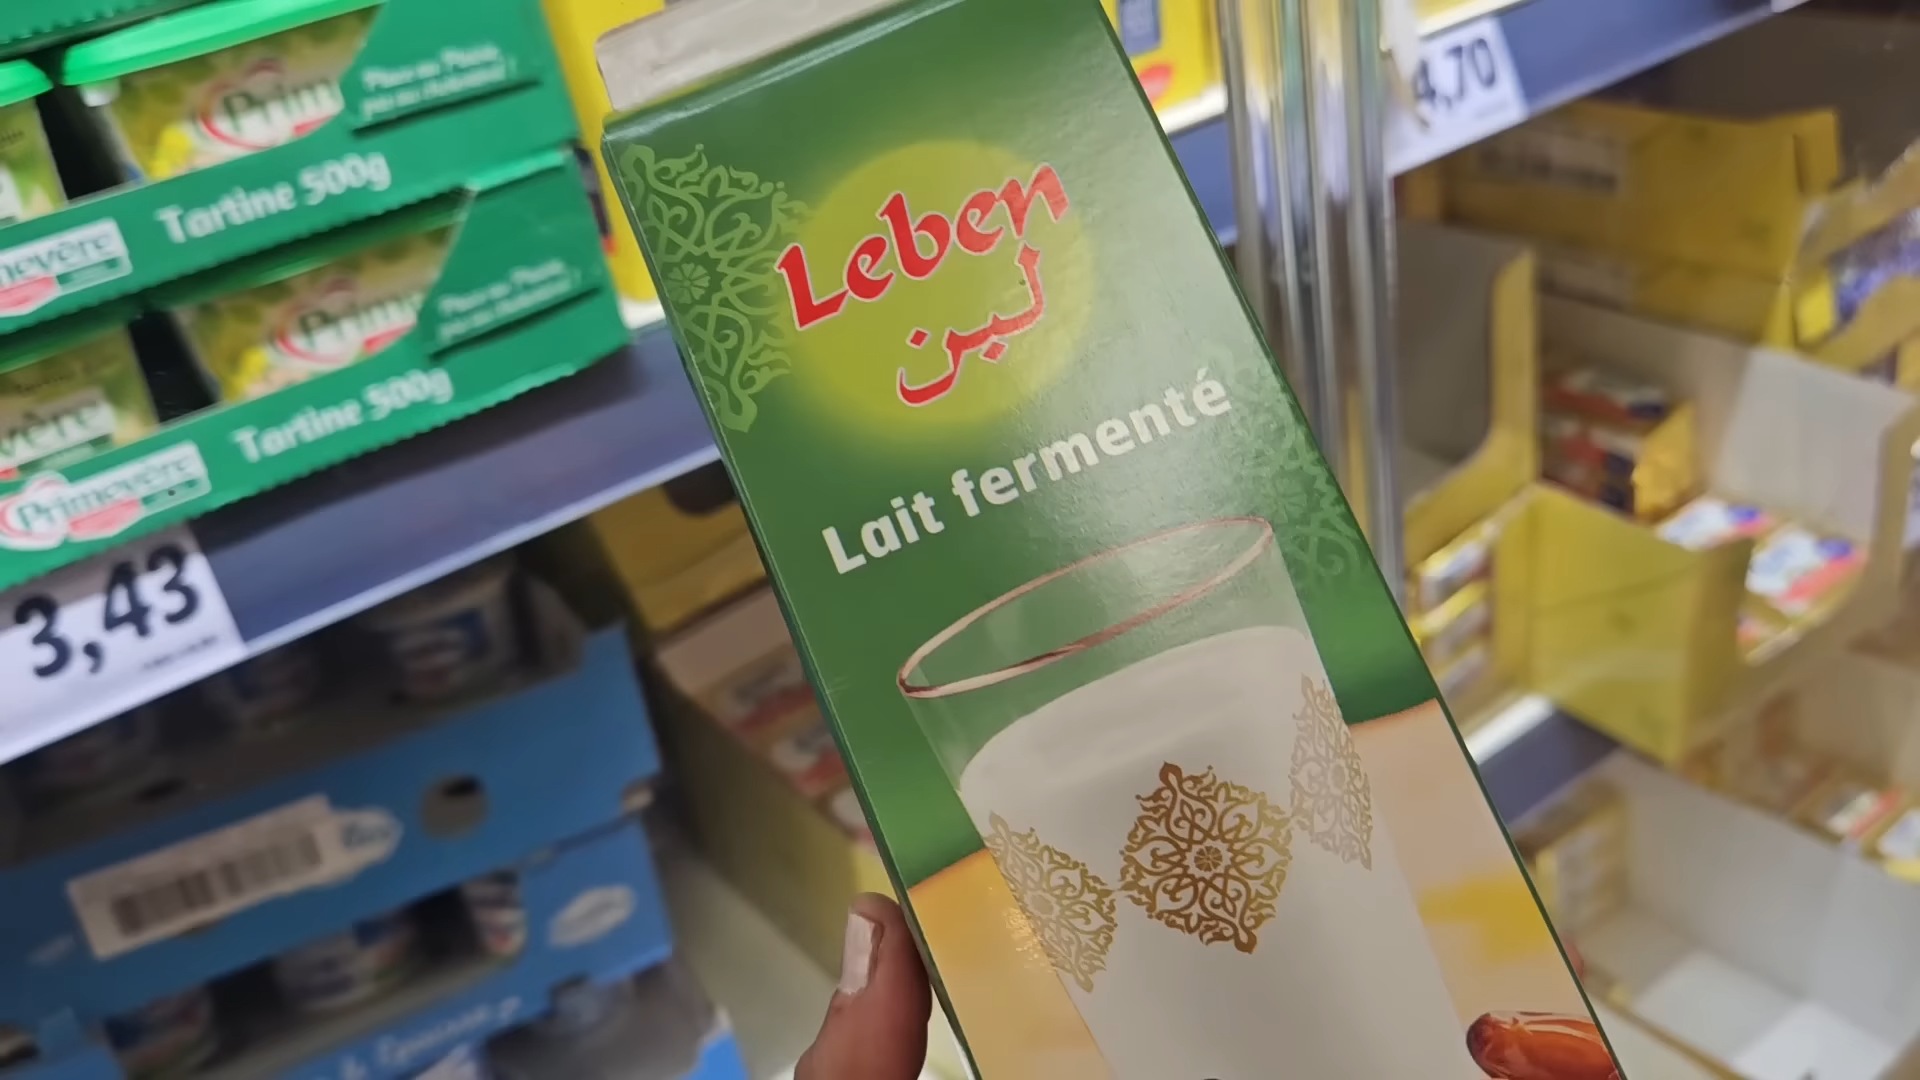 Leben
لبن
Lait fermenté
Tartine 500g
Primevère
Tartine 500g
3,43
4,70